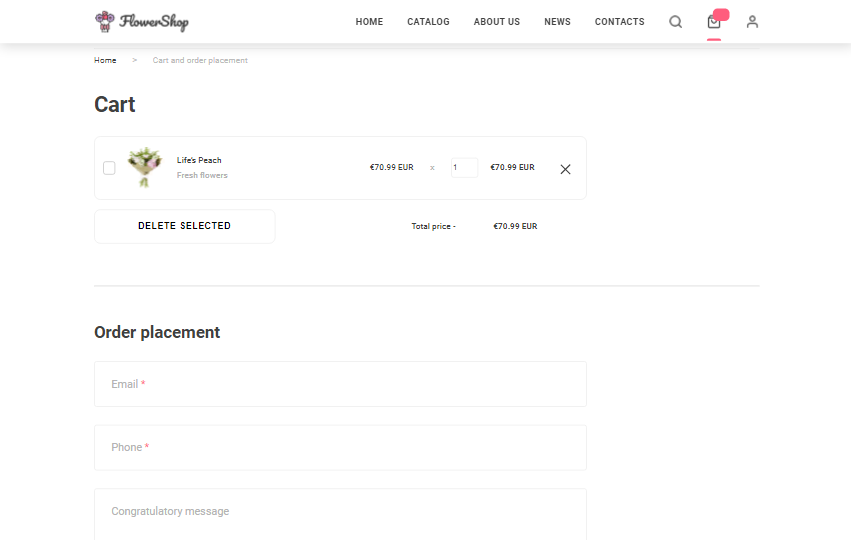 FlowerShop
HOME CATALOG ABOUT US NEWS CONTACTS
Home > Cart and order placement
Cart
Life's Peach
Fresh flowers
€70.99 EUR x 1 €70.99 EUR
DELETE SELECTED
Total price - €70.99 EUR
Order placement
Email *
Phone *
Congratulatory message